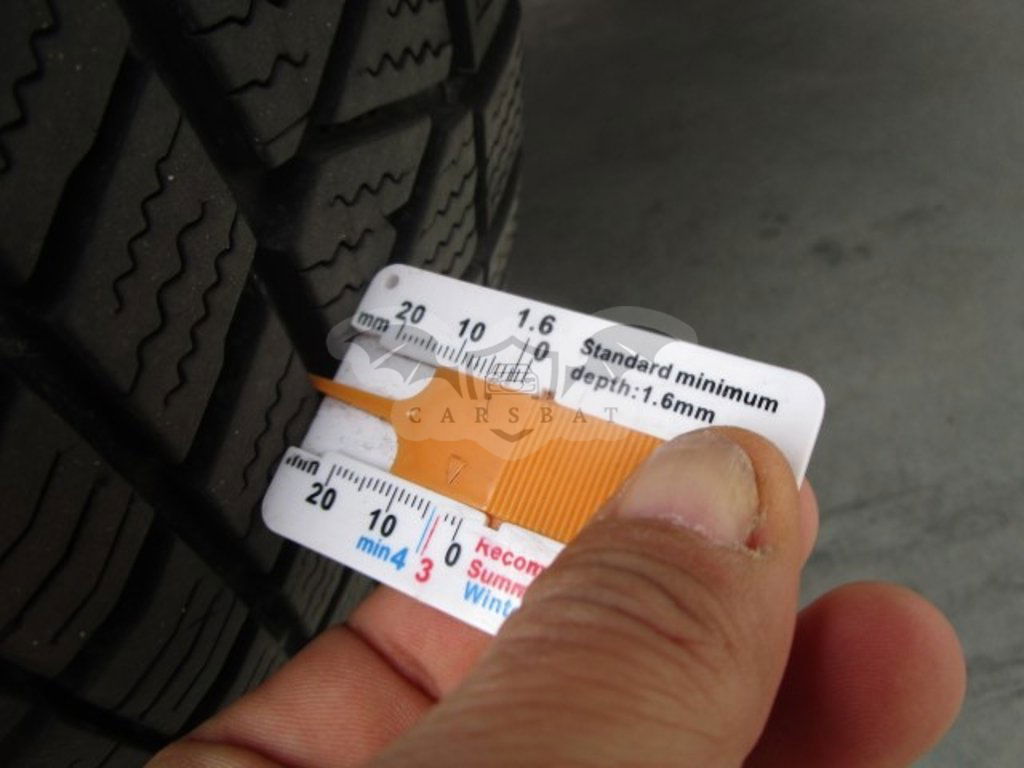 20 10 1.6
mm 0 Standard minimum
depth:1.6mm
CARSBAT
mm
20 10 0
min4 3
Recom
Summ
Wint